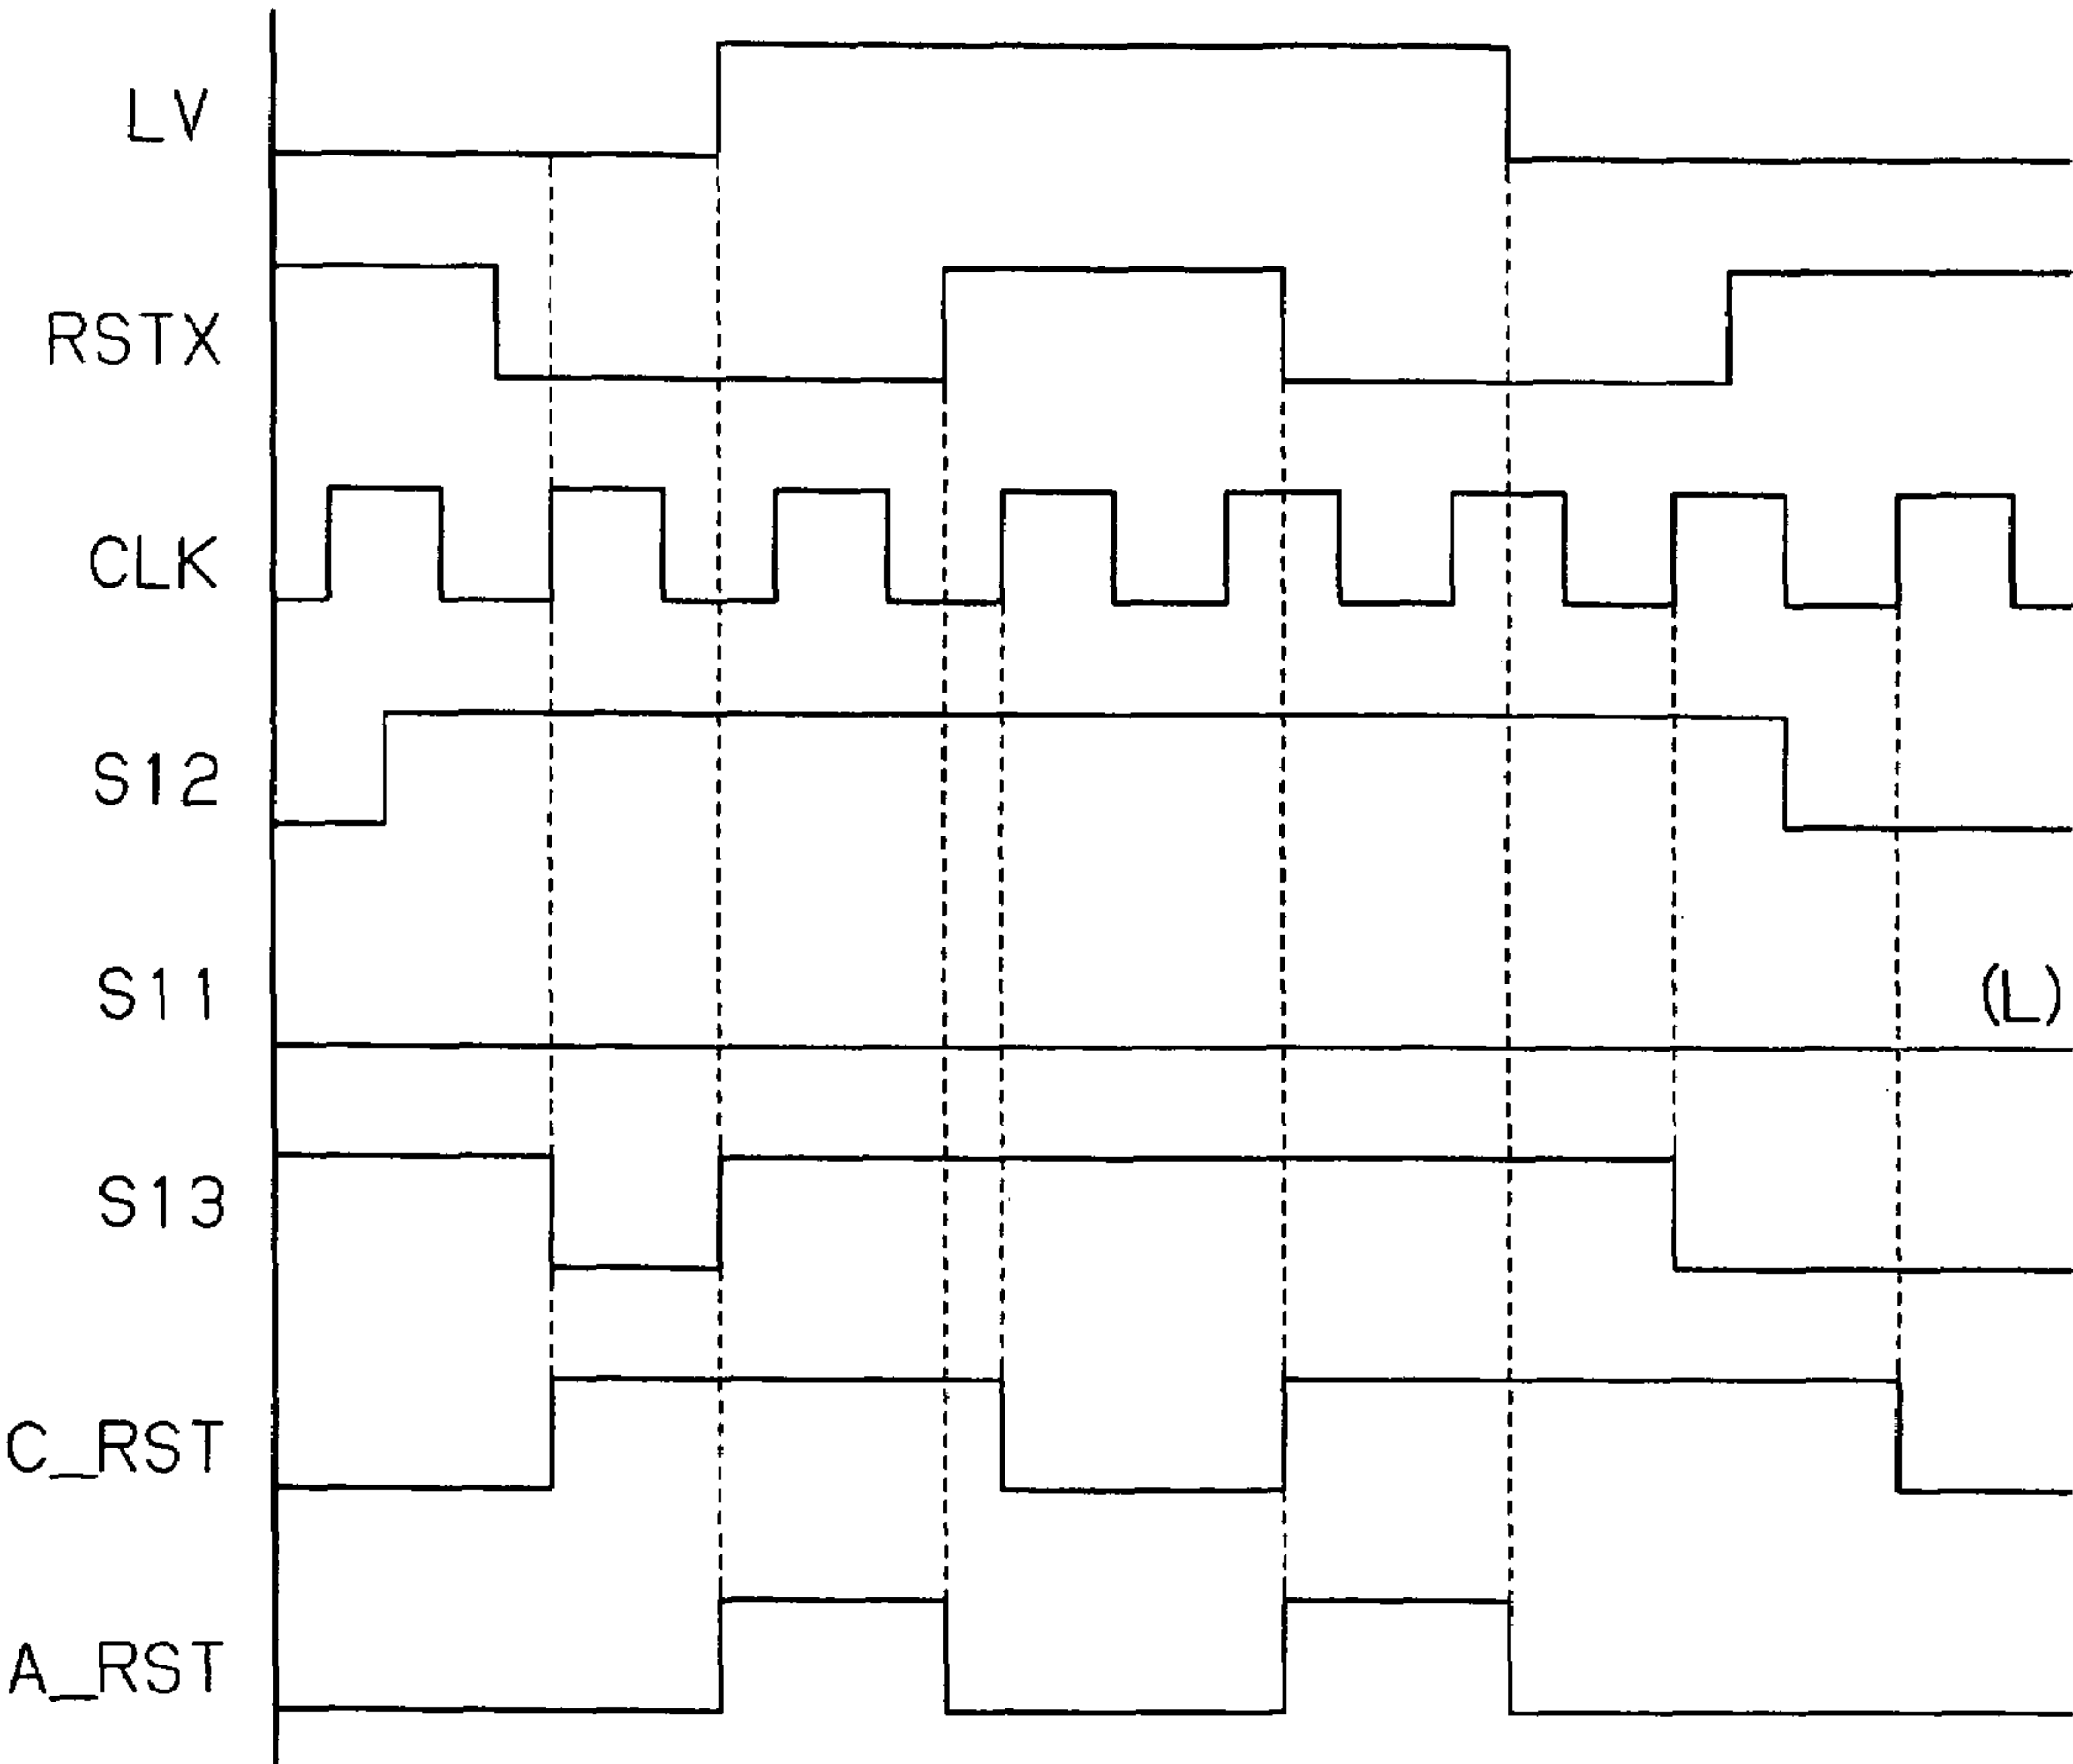 LV
RSTX
CLK
S12
S11
(L)
S13
C_RST
A_RST